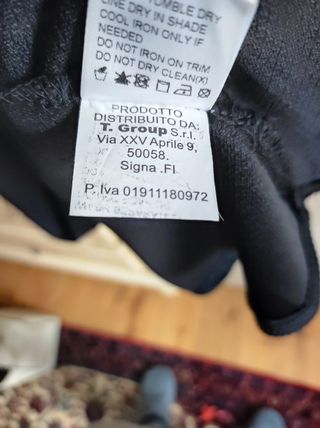 TUMBLE DRY
LINE DRY IN SHADE
COOL IRON ONLY IF
NEEDED
DO NOT IRON ON TRIM
DO NOT DRY CLEAN(X)
PRODOTTO
DISTRIBUITO DA:
T. Group S.r.l.
Via XXV Aprile 9,
50058.
Signa .FI
P. Iva 01911180972